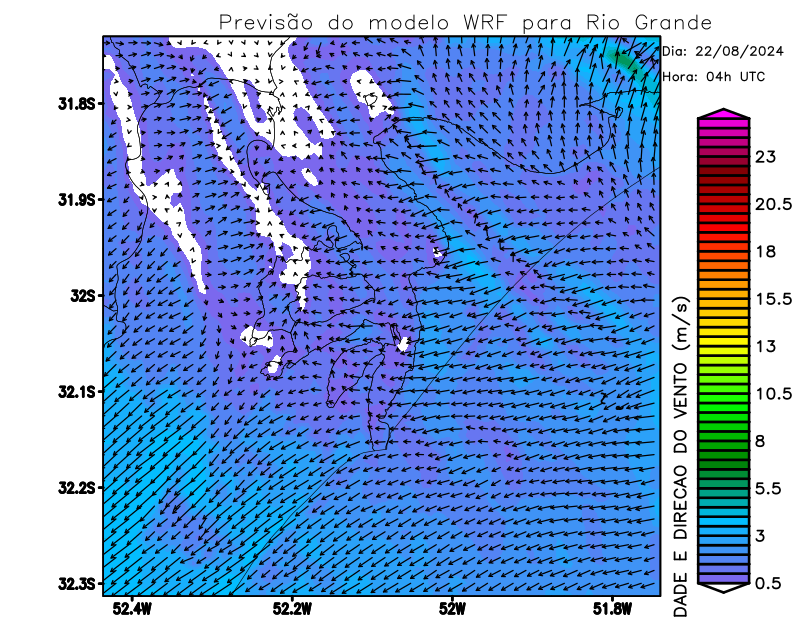 Previsão do modelo WRF para Rio Grande
Dia: 22/08/2024
Hora: 04h UTC
31.8S
31.9S
32S
32.1S
32.2S
32.3S
52.4W
52.2W
52W
51.8W
23
20.5
18
15.5
13
10.5
8
5.5
3
0.5
DADE E DIRECAO DO VENTO (m/s)